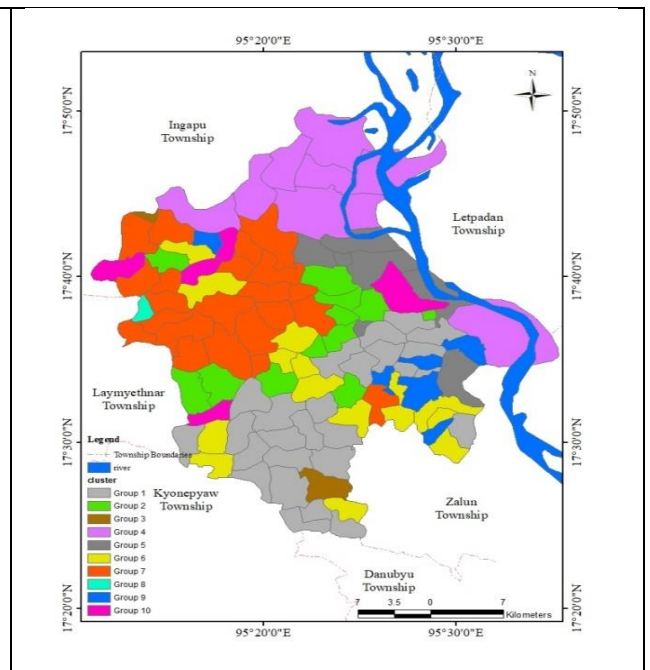 95°20'0"E 95°30'0"E
N
17°50'0"N 17°50'0"N
Ingapu
Township
Letpadan
Township
17°40'0"N 17°40'0"N
Laymyethnar
Township
17°30'0"N 17°30'0"N
Legend
Township Boundaries
river
cluster
Group 1
Group 2
Group 3
Group 4
Group 5
Group 6
Group 7
Group 8
Group 9
Group 10
Kyonepyaw
Township
Zalun
Township
Danubyu
Township
7 3.5 0 7
Kilometers
17°20'0"N 17°20'0"N
95°20'0"E 95°30'0"E